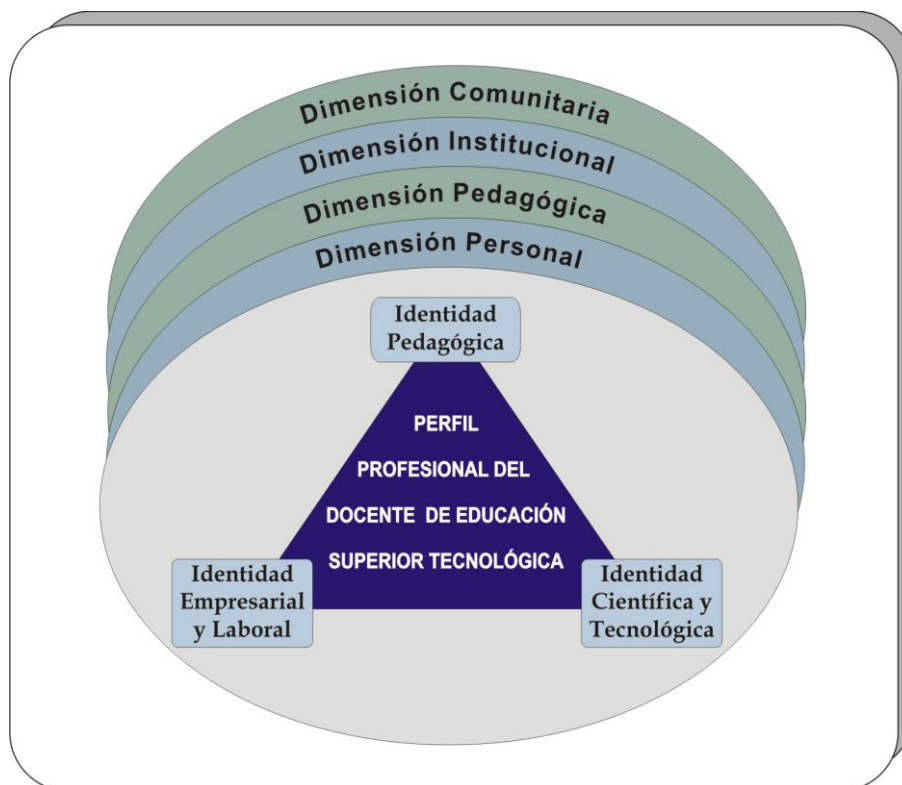 Dimensión Comunitaria
Dimensión Institucional
Dimensión Pedagógica
Dimensión Personal
Identidad
Pedagógica
PERFIL
PROFESIONAL DEL
DOCENTE DE EDUCACIÓN
SUPERIOR TECNOLÓGICA
Identidad
Empresarial
y Laboral
Identidad
Científica y
Tecnológica